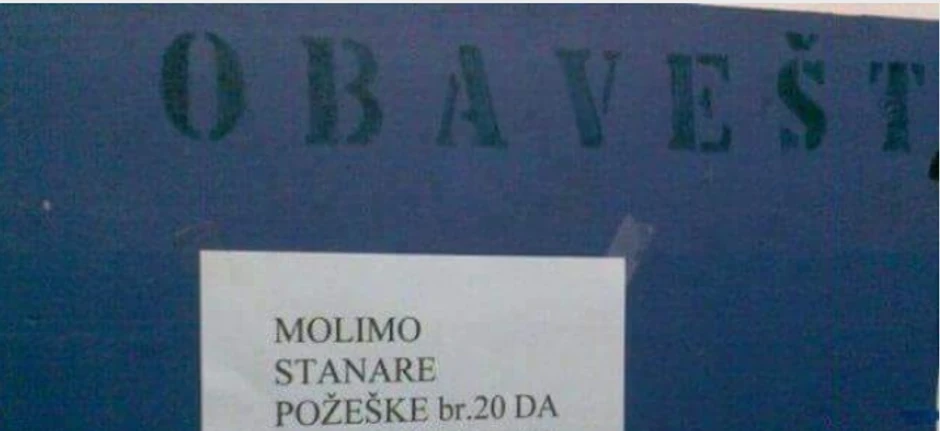 OBAVEŠT
MOLIMO
STANARE
POŽEŠKE br.20 DA